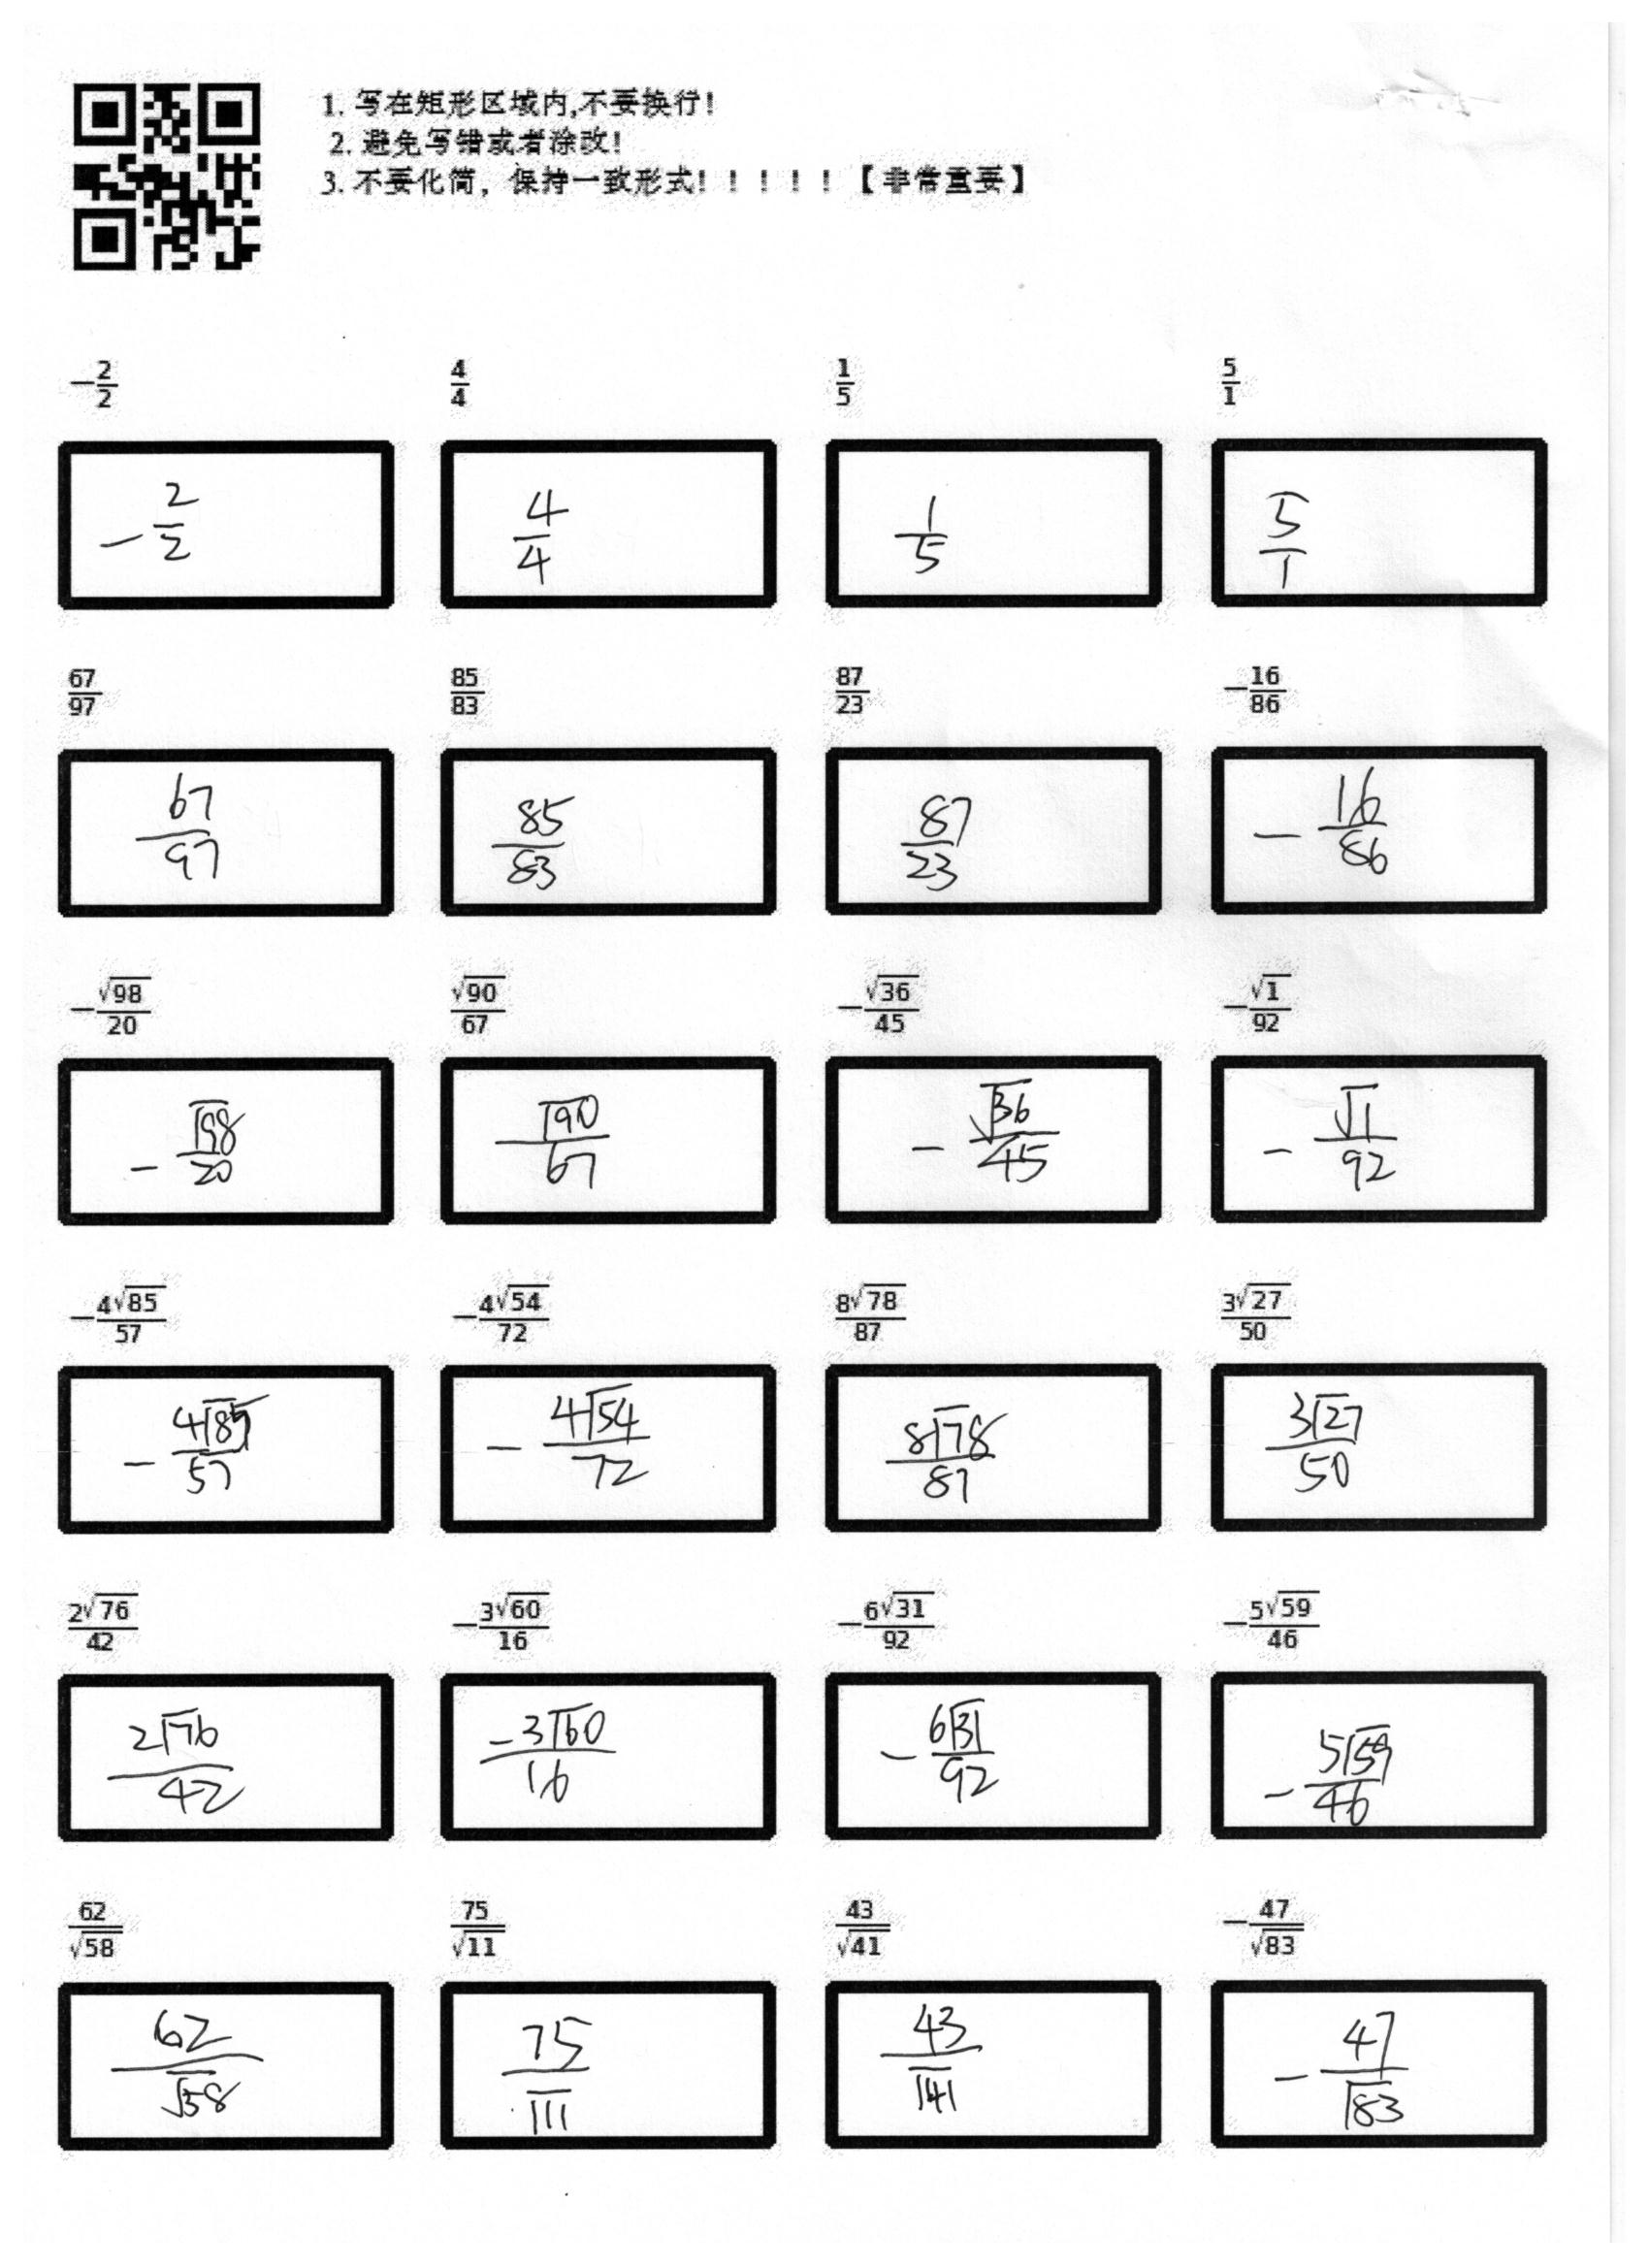 1. 写在矩形区域内,不要换行!
2. 避免写错或者涂改!
3. 不要化简，保持一致形式! ! ! ! ! 【非常重要】
$-\frac{2}{2}$ $\frac{4}{4}$ $\frac{1}{5}$ $\frac{5}{1}$
$-\frac{2}{2}$ $\frac{4}{4}$ $\frac{1}{5}$ $\frac{5}{1}$
$\frac{67}{97}$ $\frac{85}{83}$ $\frac{87}{23}$ $-\frac{16}{86}$
$\frac{67}{97}$ $\frac{85}{83}$ $\frac{87}{23}$ $-\frac{16}{86}$
$-\frac{\sqrt{98}}{20}$ $\frac{\sqrt{90}}{67}$ $-\frac{\sqrt{36}}{45}$ $-\frac{\sqrt{1}}{92}$
$-\frac{\sqrt{98}}{20}$ $\frac{\sqrt{90}}{67}$ $-\frac{\sqrt{36}}{45}$ $-\frac{\sqrt{1}}{92}$
$-\frac{4\sqrt{85}}{57}$ $-\frac{4\sqrt{54}}{72}$ $\frac{8\sqrt{78}}{87}$ $\frac{3\sqrt{27}}{50}$
$-\frac{4\sqrt{85}}{57}$ $-\frac{4\sqrt{54}}{72}$ $\frac{8\sqrt{78}}{87}$ $\frac{3\sqrt{27}}{50}$
$\frac{2\sqrt{76}}{42}$ $-\frac{3\sqrt{60}}{16}$ $-\frac{6\sqrt{31}}{92}$ $-\frac{5\sqrt{59}}{46}$
$\frac{2\sqrt{76}}{42}$ $\frac{-3\sqrt{60}}{16}$ $-\frac{6\sqrt{31}}{92}$ $-\frac{5\sqrt{59}}{46}$
$\frac{62}{\sqrt{58}}$ $\frac{75}{\sqrt{11}}$ $\frac{43}{\sqrt{41}}$ $-\frac{47}{\sqrt{83}}$
$\frac{62}{\sqrt{58}}$ $\frac{75}{\sqrt{11}}$ $\frac{43}{\sqrt{41}}$ $-\frac{47}{\sqrt{83}}$